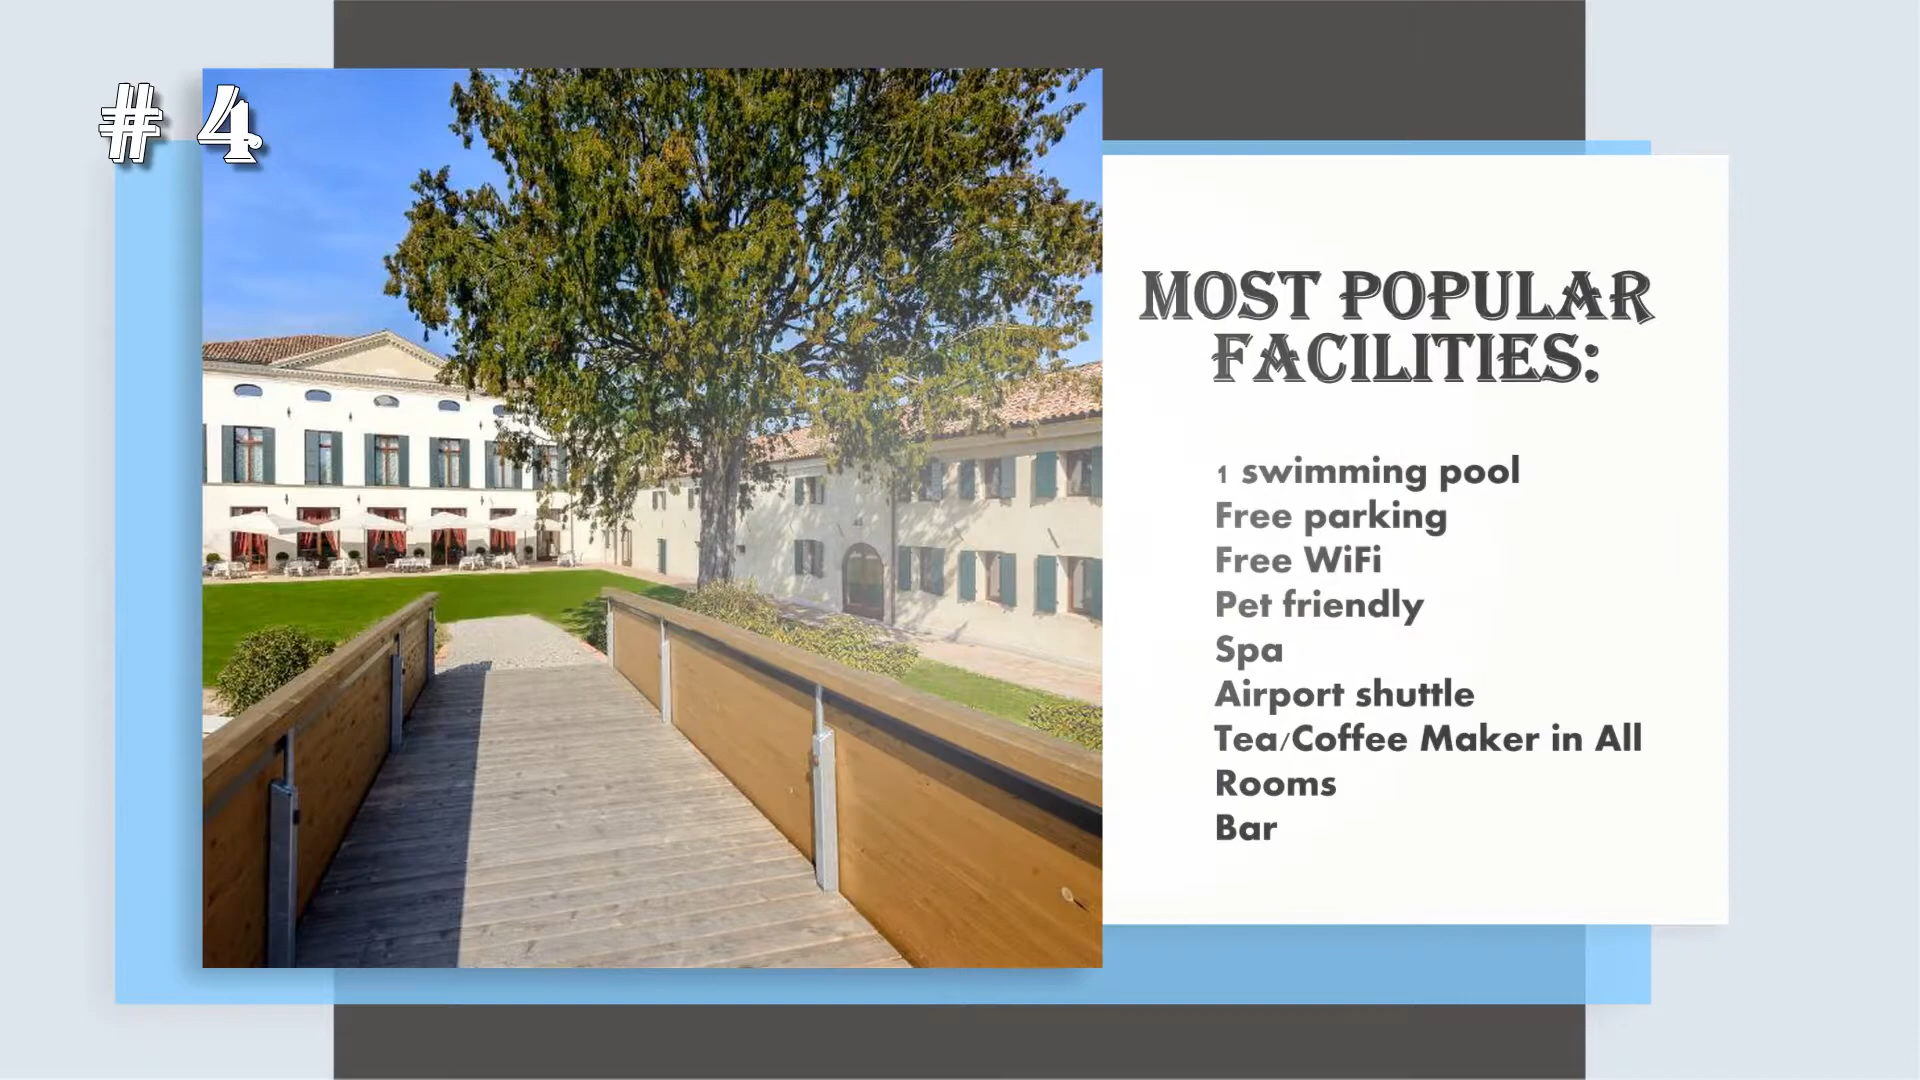 # 4
MOST POPULAR
FACILITIES:
1 swimming pool
Free parking
Free WiFi
Pet friendly
Spa
Airport shuttle
Tea/Coffee Maker in All
Rooms
Bar